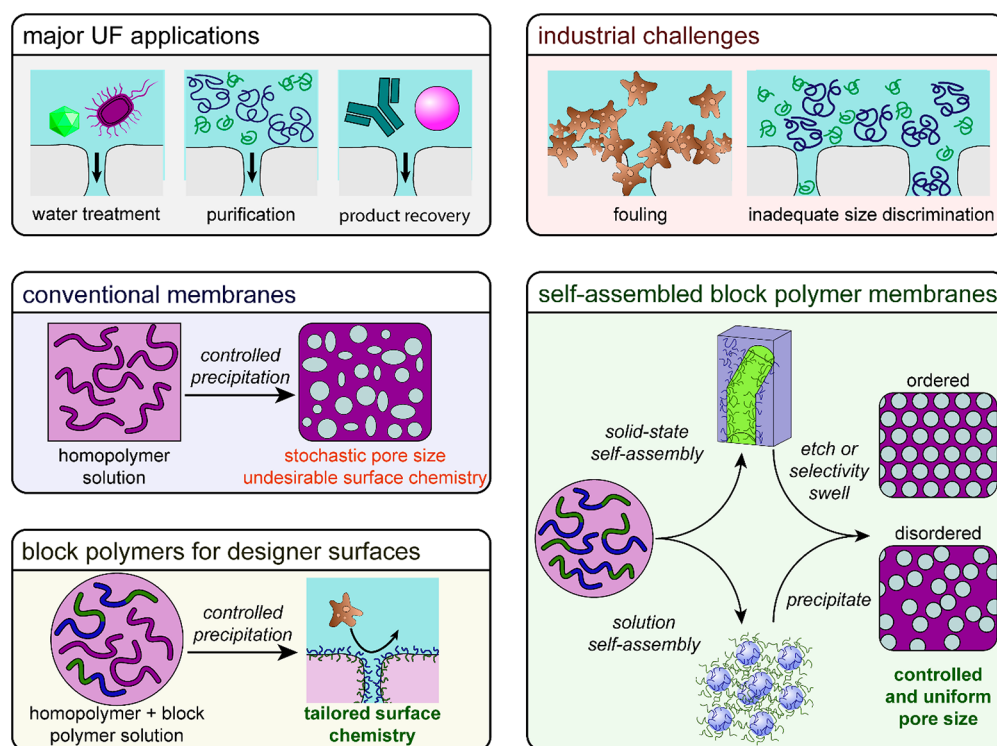 major UF applications
water treatment
purification
product recovery
industrial challenges
fouling
inadequate size discrimination
conventional membranes
homopolymer
solution
controlled
precipitation
stochastic pore size
undesirable surface chemistry
block polymers for designer surfaces
homopolymer + block
polymer solution
controlled
precipitation
tailored surface
chemistry
self-assembled block polymer membranes
solid-state
self-assembly
etch or
selectivity
swell
solution
self-assembly
precipitate
ordered
disordered
controlled
and uniform
pore size